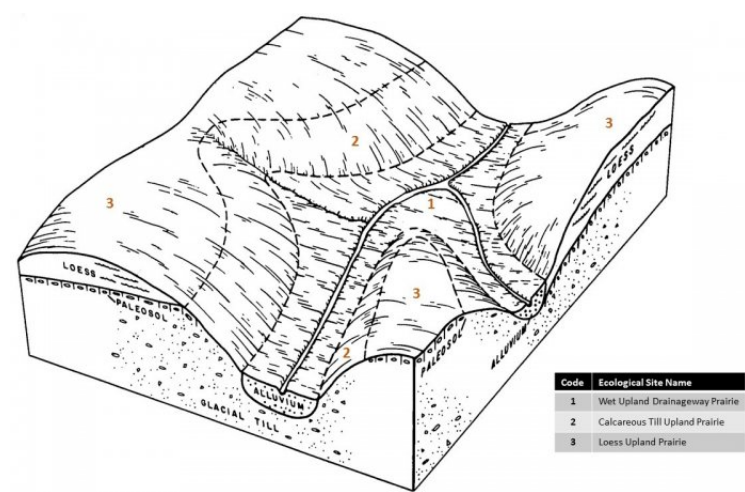 2
3
3
1
LOESS
3
LOESS
PALEOSOL
2
PALEOSOL
ALLUVIUM
ALLUVIUM
GLACIAL TILL
Code Ecological Site Name
1 Wet Upland Drainageway Prairie
2 Calcareous Till Upland Prairie
3 Loess Upland Prairie